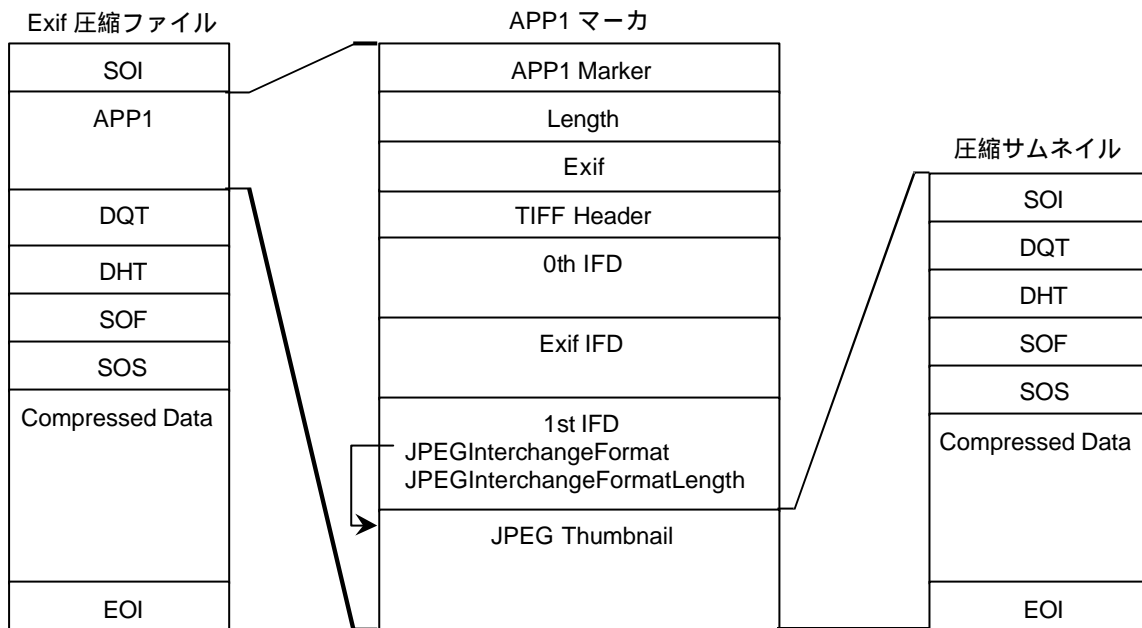 Exif 圧縮ファイル
SOI
APP1
DQT
DHT
SOF
SOS
Compressed Data
EOI
APP1 マーカ
APP1 Marker
Length
Exif
TIFF Header
0th IFD
Exif IFD
1st IFD
JPEGInterchangeFormat
JPEGInterchangeFormatLength
JPEG Thumbnail
圧縮サムネイル
SOI
DQT
DHT
SOF
SOS
Compressed Data
EOI